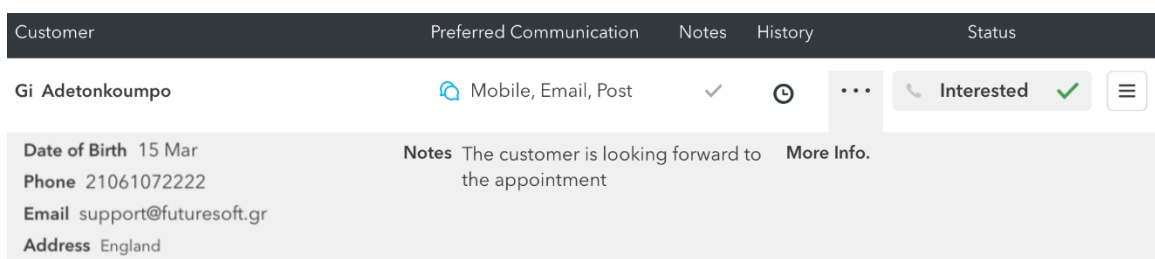 Customer Preferred Communication Notes History Status
Gi Adetonkoumpo Mobile, Email, Post Interested
Date of Birth 15 Mar
Phone 21061072222
Email support@futuresoft.gr
Address England
Notes The customer is looking forward to
the appointment
More Info.